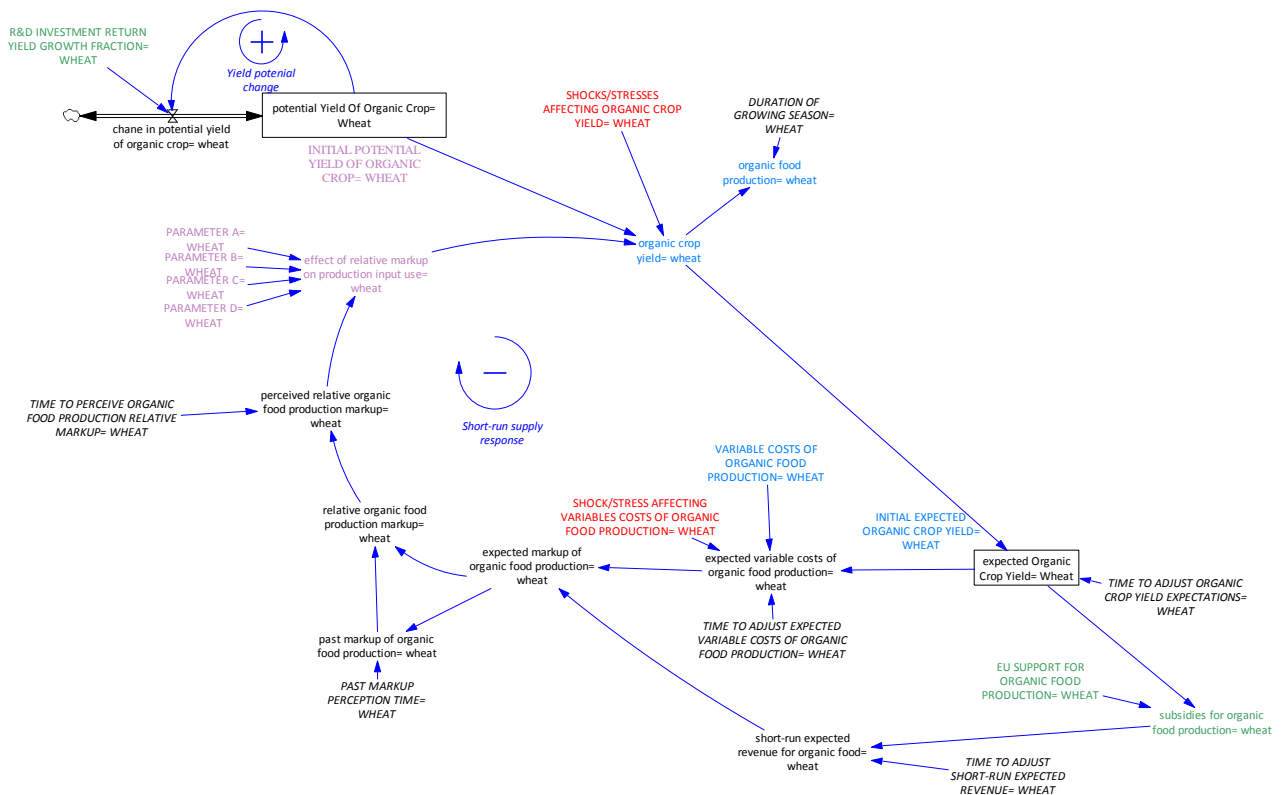 R&D INVESTMENT RETURN
YIELD GROWTH FRACTION=
WHEAT
Yield potenial
change
potential Yield Of Organic Crop=
Wheat
chane in potential yield
of organic crop= wheat
INITIAL POTENTIAL
YIELD OF ORGANIC
CROP= WHEAT
SHOCKS/STRESSES
AFFECTING ORGANIC CROP
YIELD= WHEAT
DURATION OF
GROWING SEASON=
WHEAT
organic food
production= wheat
organic crop
yield= wheat
PARAMETER A=
WHEAT
PARAMETER B=
WHEAT
PARAMETER C=
WHEAT
PARAMETER D=
WHEAT
effect of relative markup
on production input use=
wheat
Short-run supply
response
perceived relative organic
food production markup=
wheat
TIME TO PERCEIVE ORGANIC
FOOD PRODUCTION RELATIVE
MARKUP= WHEAT
relative organic food
production markup=
wheat
VARIABLE COSTS OF
ORGANIC FOOD
PRODUCTION= WHEAT
SHOCK/STRESS AFFECTING
VARIABLES COSTS OF ORGANIC
FOOD PRODUCTION= WHEAT
INITIAL EXPECTED
ORGANIC CROP YIELD=
WHEAT
expected markup of
organic food production=
wheat
expected variable costs of
organic food production=
wheat
expected Organic
Crop Yield= Wheat
TIME TO ADJUST ORGANIC
CROP YIELD EXPECTATIONS=
WHEAT
past markup of organic
food production= wheat
TIME TO ADJUST EXPECTED
VARIABLE COSTS OF ORGANIC
FOOD PRODUCTION= WHEAT
PAST MARKUP
PERCEPTION TIME=
WHEAT
EU SUPPORT FOR
ORGANIC FOOD
PRODUCTION= WHEAT
subsidies for organic
food production= wheat
short-run expected
revenue for organic food=
wheat
TIME TO ADJUST
SHORT-RUN EXPECTED
REVENUE= WHEAT